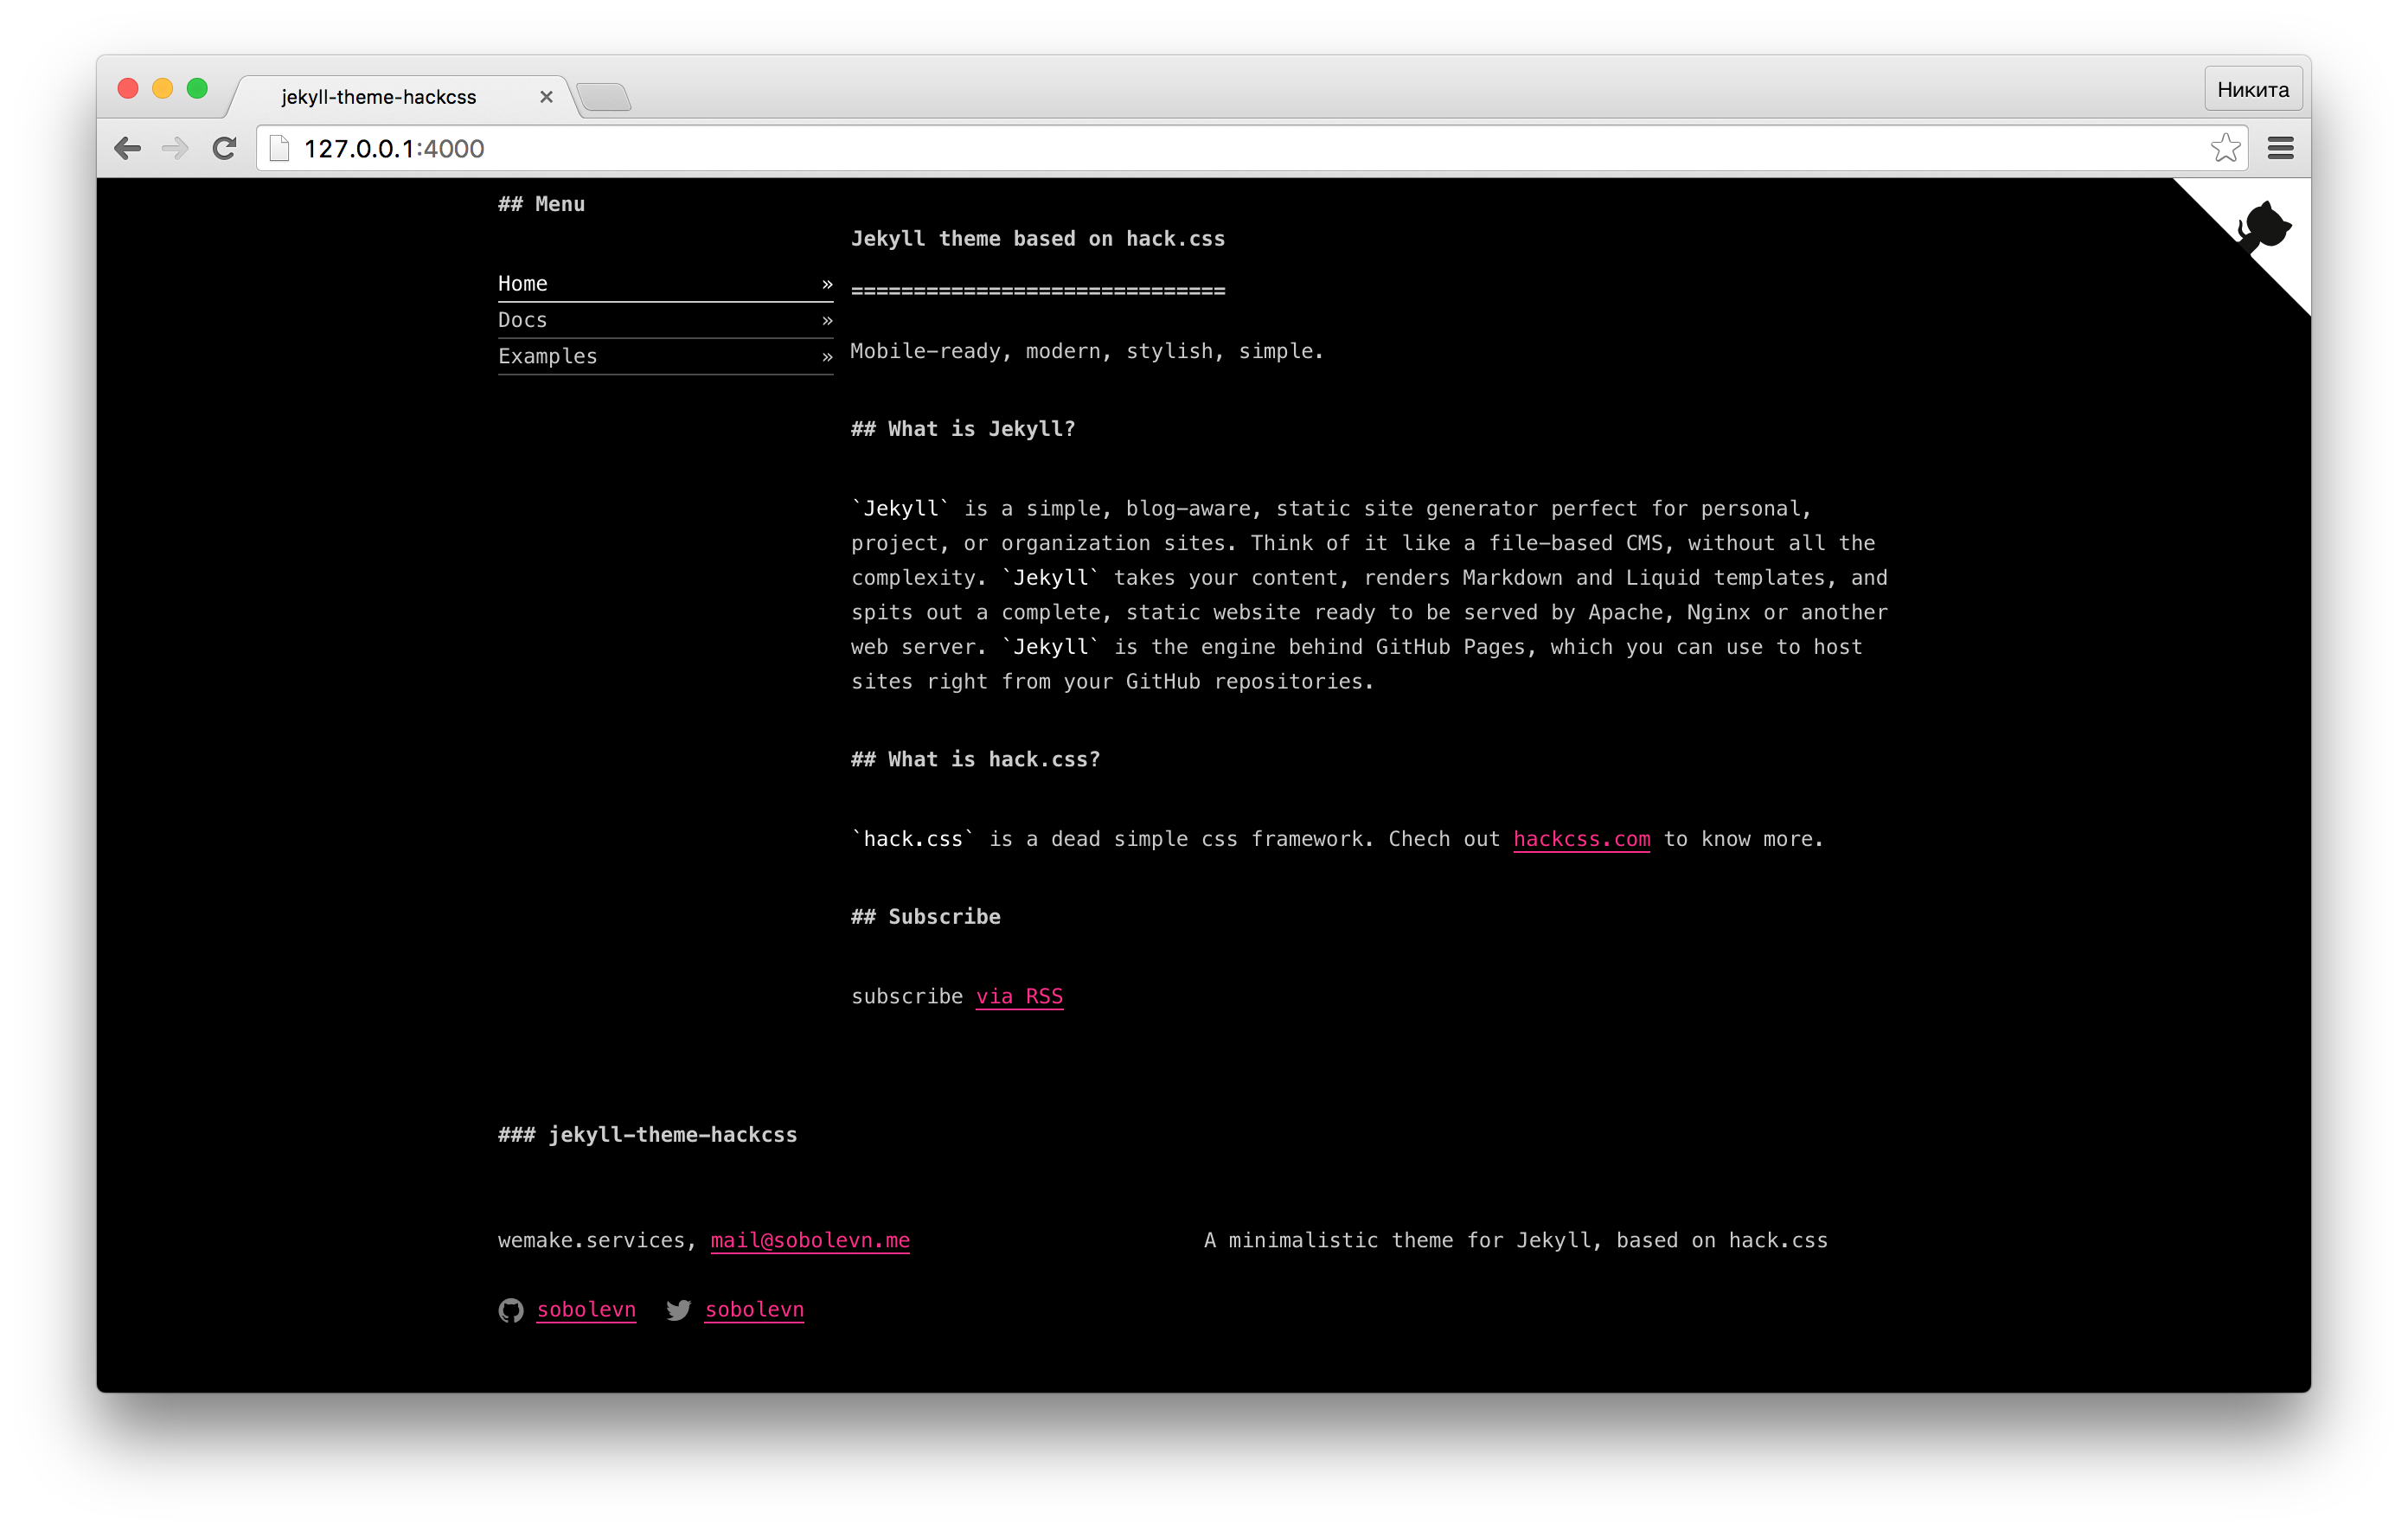 jekyll-theme-hackcss
Никита
127.0.0.1:4000
## Menu
Home »
Docs »
Examples »
Jekyll theme based on hack.css
==============================
Mobile-ready, modern, stylish, simple.
## What is Jekyll?
`Jekyll` is a simple, blog-aware, static site generator perfect for personal,
project, or organization sites. Think of it like a file-based CMS, without all the
complexity. `Jekyll` takes your content, renders Markdown and Liquid templates, and
spits out a complete, static website ready to be served by Apache, Nginx or another
web server. `Jekyll` is the engine behind GitHub Pages, which you can use to host
sites right from your GitHub repositories.
## What is hack.css?
`hack.css` is a dead simple css framework. Chech out hackcss.com to know more.
## Subscribe
subscribe via RSS
### jekyll-theme-hackcss
wemake.services, mail@sobolevn.me
A minimalistic theme for Jekyll, based on hack.css
sobolevn sobolevn